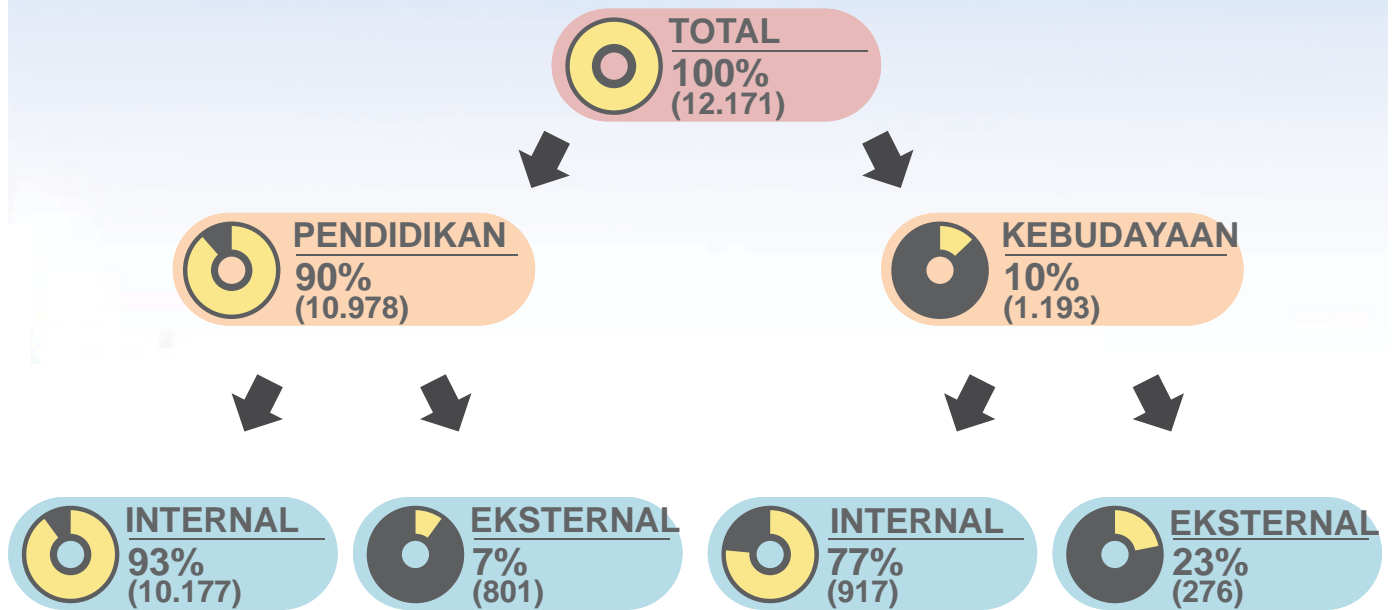 TOTAL
100%
(12.171)
PENDIDIKAN
90%
(10.978)
KEBUDAYAAN
10%
(1.193)
INTERNAL
93%
(10.177)
EKSTERNAL
7%
(801)
INTERNAL
77%
(917)
EKSTERNAL
23%
(276)